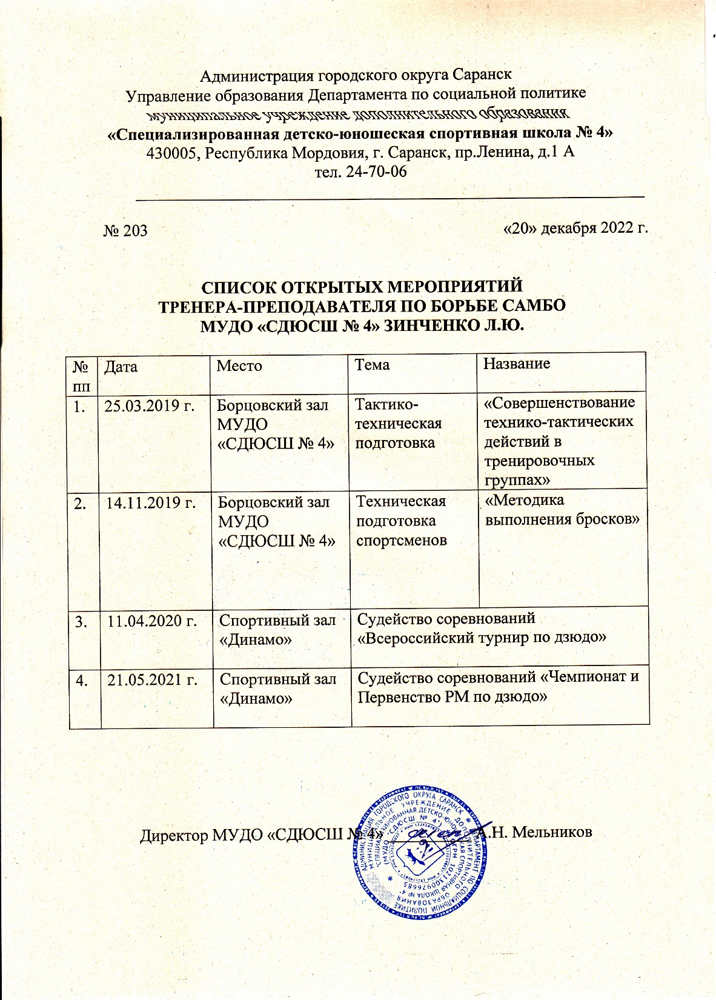 Администрация городского округа Саранск
Управление образования Департамента по социальной политике
муниципальное учреждение дополнительного образования
«Специализированная детско-юношеская спортивная школа № 4»
430005, Республика Мордовия, г. Саранск, пр.Ленина, д.1 А
тел. 24-70-06
№ 203
«20» декабря 2022 г.
СПИСОК ОТКРЫТЫХ МЕРОПРИЯТИЙ
ТРЕНЕРА-ПРЕПОДАВАТЕЛЯ ПО БОРЬБЕ САМБО
МУДО «СДЮСШ № 4» ЗИНЧЕНКО Л.Ю.
№ пп
Дата
Место
Тема
Название
1.
25.03.2019 г.
Борцовский зал
МУДО
«СДЮСШ № 4»
Тактико-
техническая
подготовка
«Совершенствование
технико-тактических
действий в
тренировочных
группах»
2.
14.11.2019 г.
Борцовский зал
МУДО
«СДЮСШ № 4»
Техническая
подготовка
спортсменов
«Методика
выполнения бросков»
3.
11.04.2020 г.
Спортивный зал
«Динамо»
Судейство соревнований
«Всероссийский турнир по дзюдо»
4.
21.05.2021 г.
Спортивный зал
«Динамо»
Судейство соревнований «Чемпионат и
Первенство РМ по дзюдо»
Директор МУДО «СДЮСШ № 4» А.Н. Мельников
АДМИНИСТРАЦИЯ ГОРОДСКОГО ОКРУГА САРАНСК * ДЕПАРТАМЕНТ ПО СОЦИАЛЬНОЙ ПОЛИТИКЕ
МУНИЦИПАЛЬНОЕ УЧРЕЖДЕНИЕ ДОПОЛНИТЕЛЬНОГО ОБРАЗОВАНИЯ
"СПЕЦИАЛИЗИРОВАННАЯ ДЕТСКО-ЮНОШЕСКАЯ СПОРТИВНАЯ ШКОЛА № 4"
(МУДО "СДЮСШ № 4") * ОГРН 1021300976685